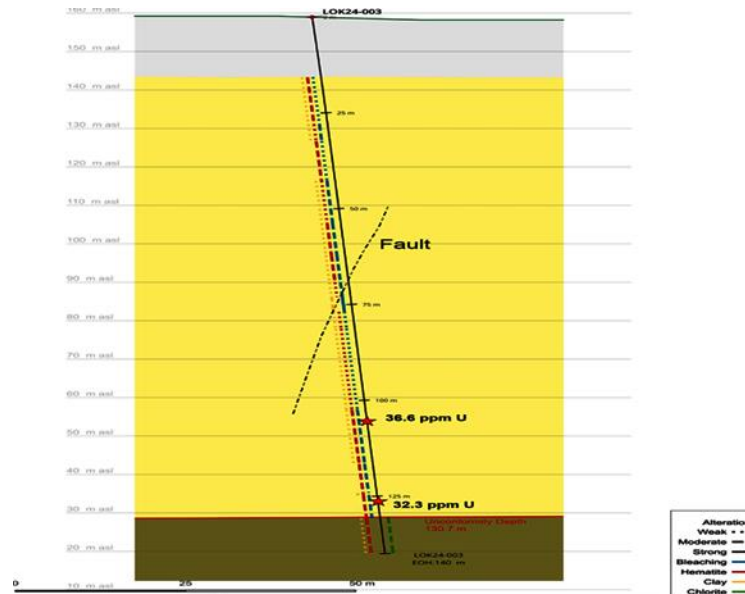 LOK24-003
160 m asl
150 m asl
140 m asl
130 m asl
120 m asl
110 m asl
100 m asl
90 m asl
80 m asl
70 m asl
60 m asl
50 m asl
40 m asl
30 m asl
20 m asl
10 m asl
25 m
50 m
Fault
75 m
100 m
36.6 ppm U
125 m
32.3 ppm U
Unconformity Depth
130.7 m
LOK24-003
EOH:140 m
0
25
50 m
Alteration
Weak
Moderate
Strong
Bleaching
Hematite
Clay
Chlorite